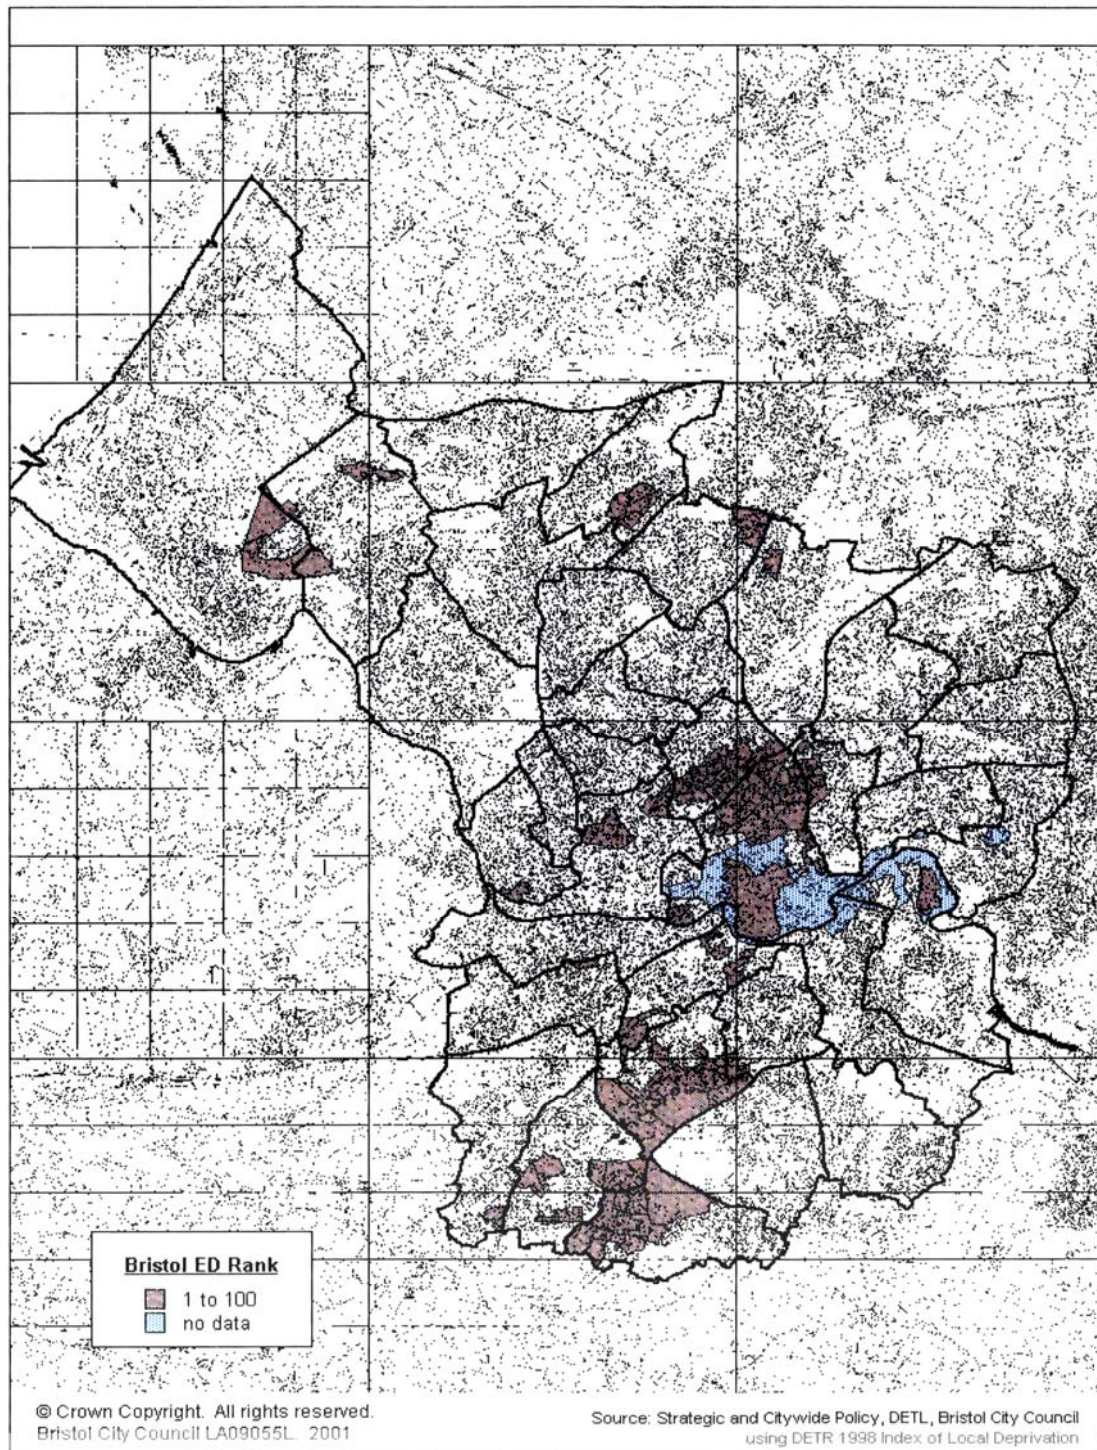 Bristol ED Rank
1 to 100
no data
© Crown Copyright. All rights reserved.
Bristol City Council LA09055L. 2001
Source: Strategic and Citywide Policy, DETL, Bristol City Council
using DETR 1998 Index of Local Deprivation